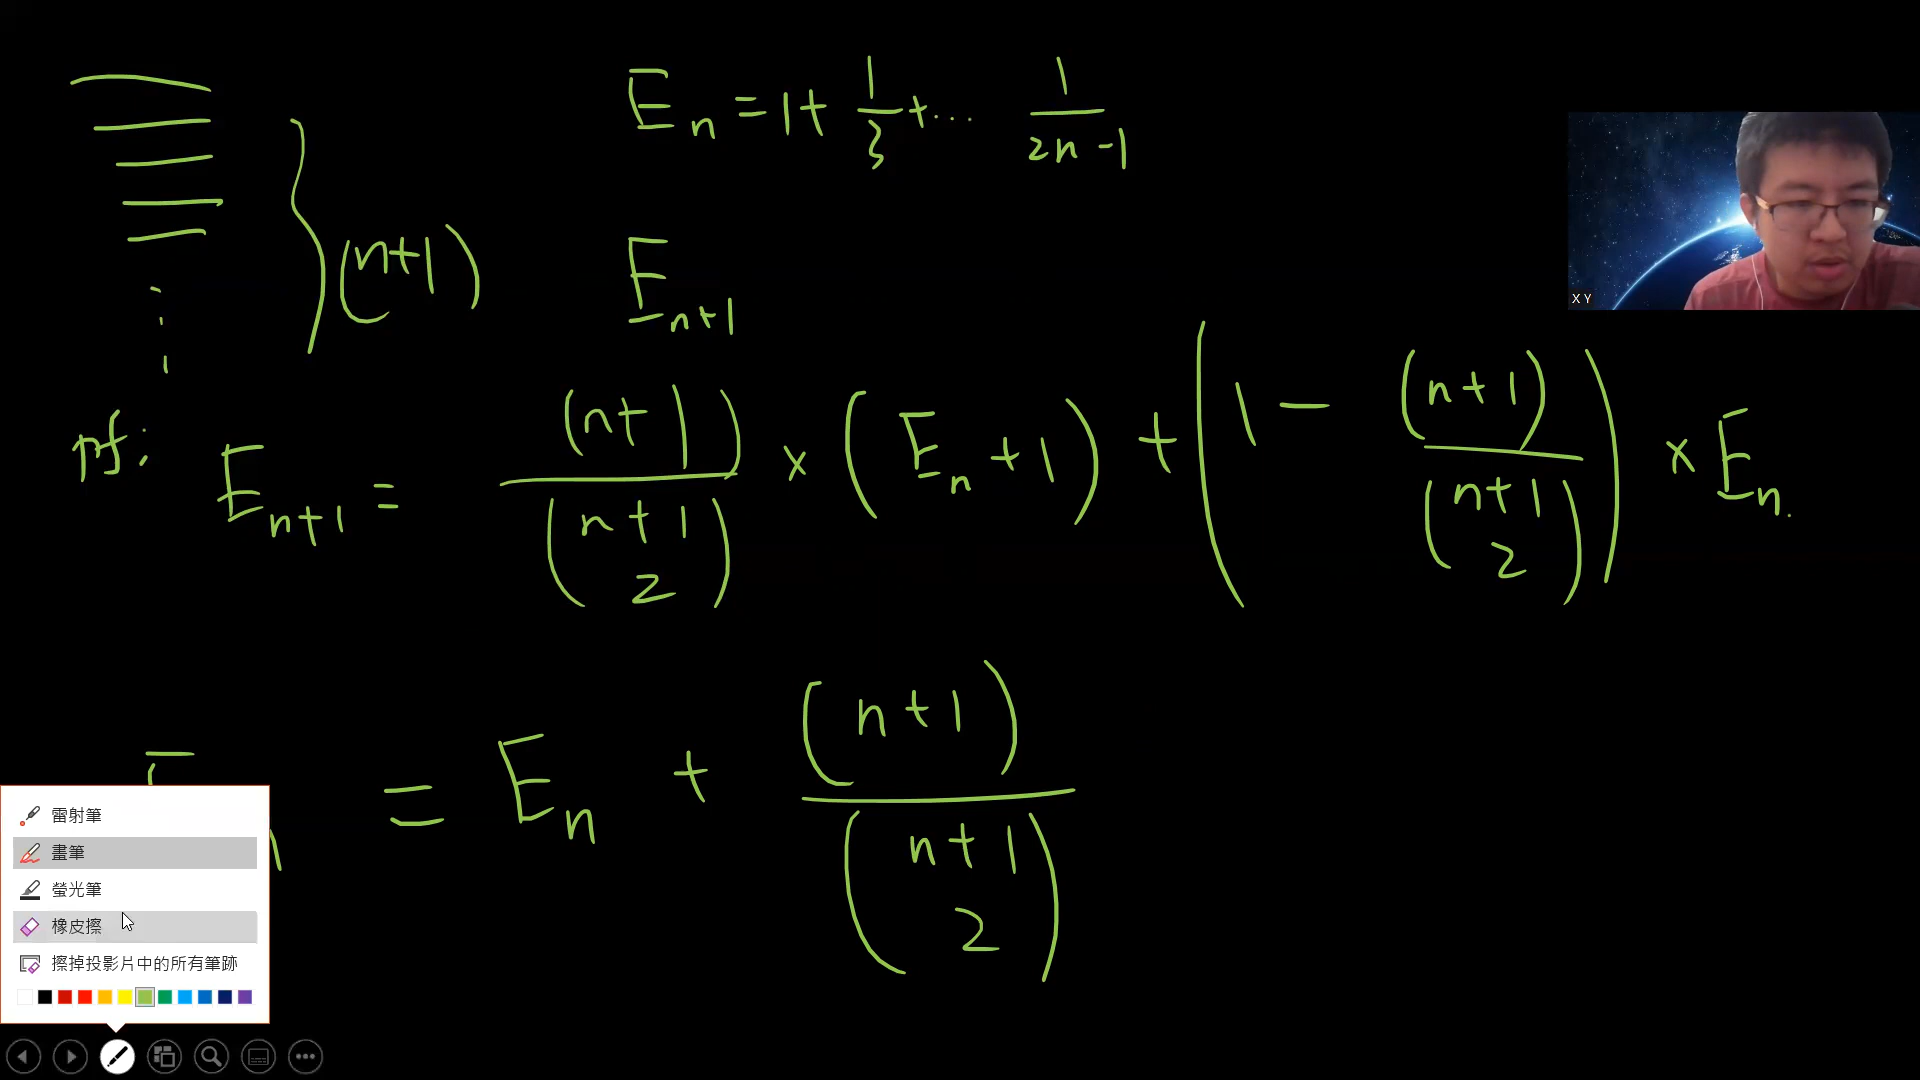 E_n = 1 + 1/3 + ... 1/(2n-1)
(n+1)
E_{n+1}
pf: E_{n+1} = (n+1)/(n+1 2) × (E_n + 1) + (1 - (n+1)/(n+1 2)) × E_n.
= E_n + (n+1)/(n+1 2)
X Y
雷射筆
畫筆
螢光筆
橡皮擦
擦掉投影片中的所有筆跡